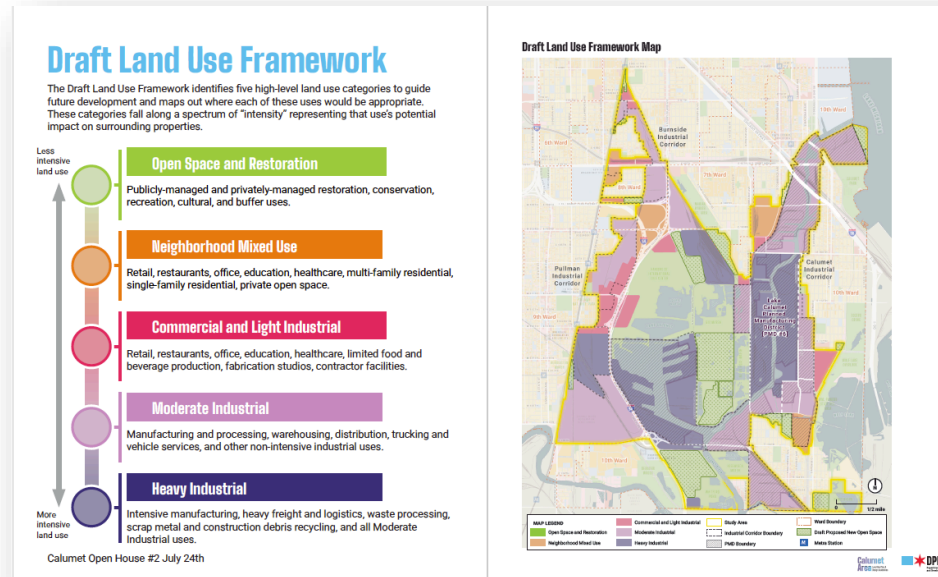 Draft Land Use Framework
The Draft Land Use Framework identifies five high-level land use categories to guide
future development and maps out where each of these uses would be appropriate.
These categories fall along a spectrum of "intensity" representing that use's potential
impact on surrounding properties.
Less
intensive
land use
Open Space and Restoration
Publicly-managed and privately-managed restoration, conservation,
recreation, cultural, and buffer uses.
Neighborhood Mixed Use
Retail, restaurants, office, education, healthcare, multi-family residential,
single-family residential, private open space.
Commercial and Light Industrial
Retail, restaurants, office, education, healthcare, limited food and
beverage production, fabrication studios, contractor facilities.
Moderate Industrial
Manufacturing and processing, warehousing, distribution, trucking and
vehicle services, and other non-intensive industrial uses.
Heavy Industrial
Intensive manufacturing, heavy freight and logistics, waste processing,
scrap metal and construction debris recycling, and all Moderate
Industrial uses.
More
intensive
land use
Calumet Open House #2 July 24th
Draft Land Use Framework Map
Burnside
Industrial
Corridor
7th Ward
10th Ward
Pullman
Industrial
Corridor
Calumet
Industrial
Corridor
Lake
Calumet
Planned
Manufacturing
District
PMD #6
1/2 mile
MAP LEGEND
Open Space and Restoration
Neighborhood Mixed Use
Commercial and Light Industrial
Moderate Industrial
Heavy Industrial
Study Area
Industrial Corridor Boundary
PMD Boundary
Ward Boundary
Draft Proposed New Open Space
Metra Station
Calumet
Area